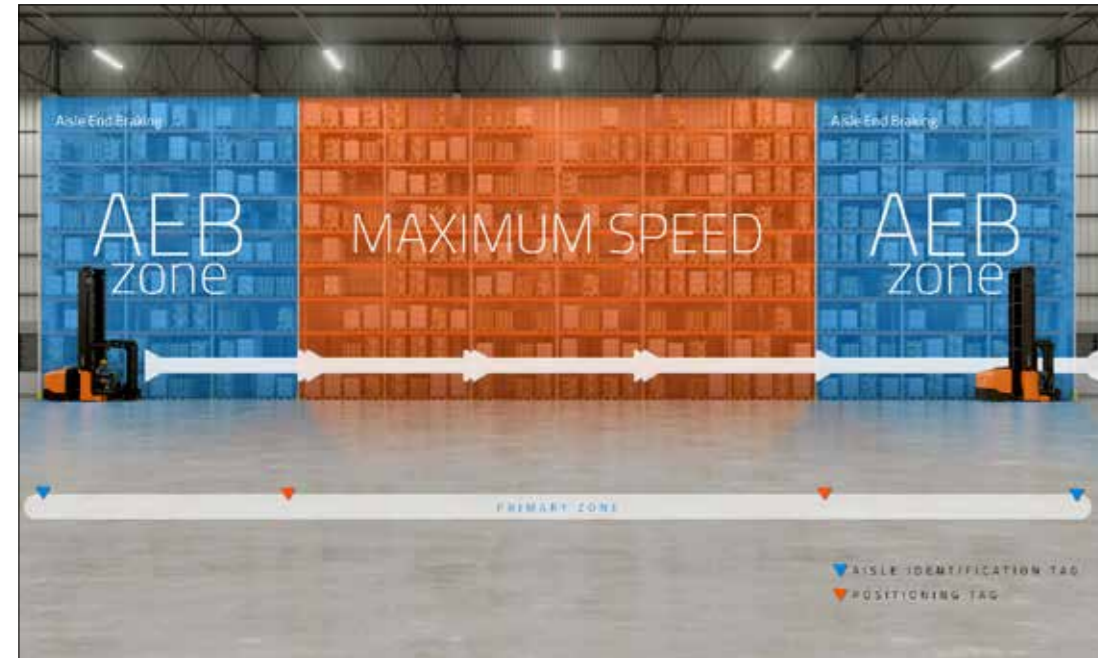 Aisle End Braking
AEB
zone
MAXIMUM SPEED
Aisle End Braking
AEB
zone
PRIMARY ZONE
AISLE IDENTIFICATION TAG
POSITIONING TAG